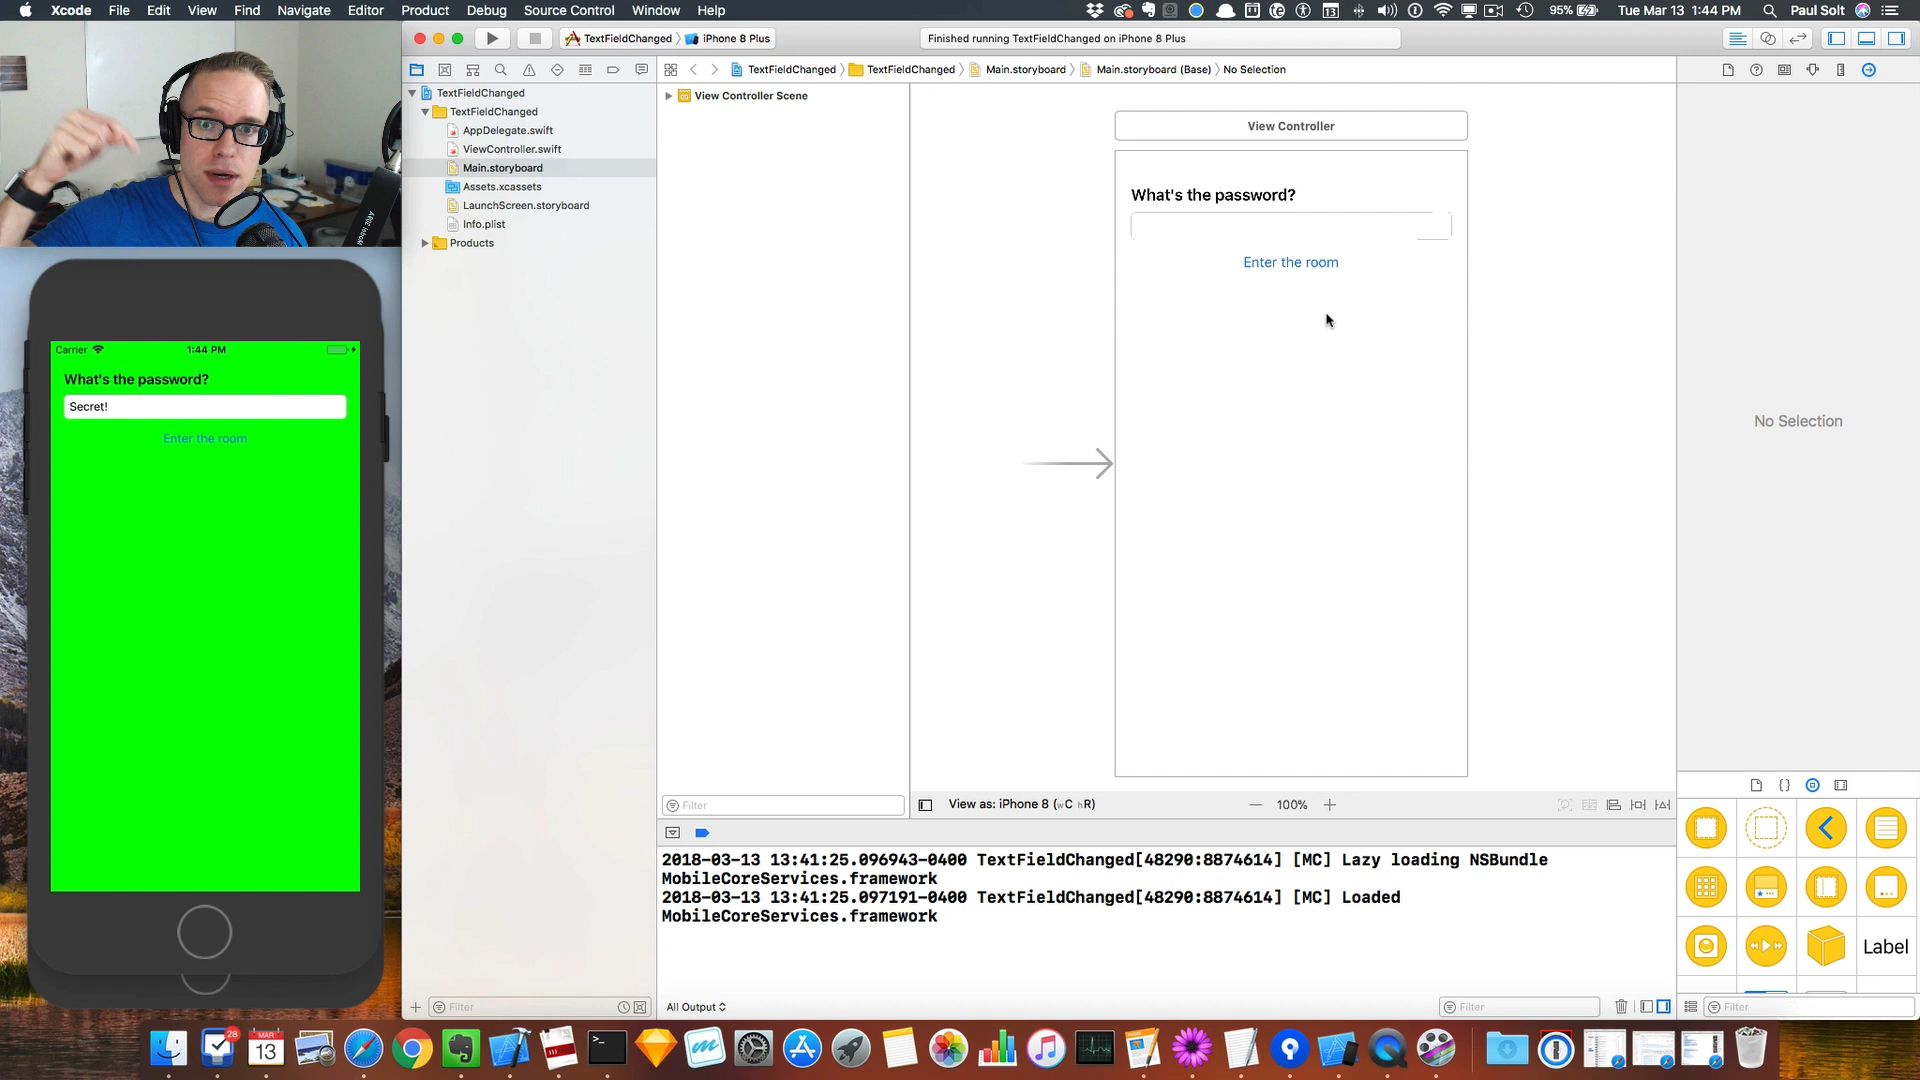 Xcode File Edit View Find Navigate Editor Product Debug Source Control Window Help
95% Tue Mar 13 1:44 PM Paul Solt
TextFieldChanged iPhone 8 Plus
Finished running TextFieldChanged on iPhone 8 Plus
TextFieldChanged TextFieldChanged Main.storyboard Main.storyboard (Base) No Selection
TextFieldChanged
TextFieldChanged
AppDelegate.swift
ViewController.swift
Main.storyboard
Assets.xcassets
LaunchScreen.storyboard
Info.plist
Products
View Controller Scene
View Controller
What's the password?
Enter the room
No Selection
Carrier 1:44 PM
What's the password?
Secret!
Enter the room
Filter
View as: iPhone 8 (wC hR)
100%
2018-03-13 13:41:25.096943-0400 TextFieldChanged[48290:8874614] [MC] Lazy loading NSBundle
MobileCoreServices.framework
2018-03-13 13:41:25.097191-0400 TextFieldChanged[48290:8874614] [MC] Loaded
MobileCoreServices.framework
Label
Filter
All Output
Filter
Filter
28
MAR
13